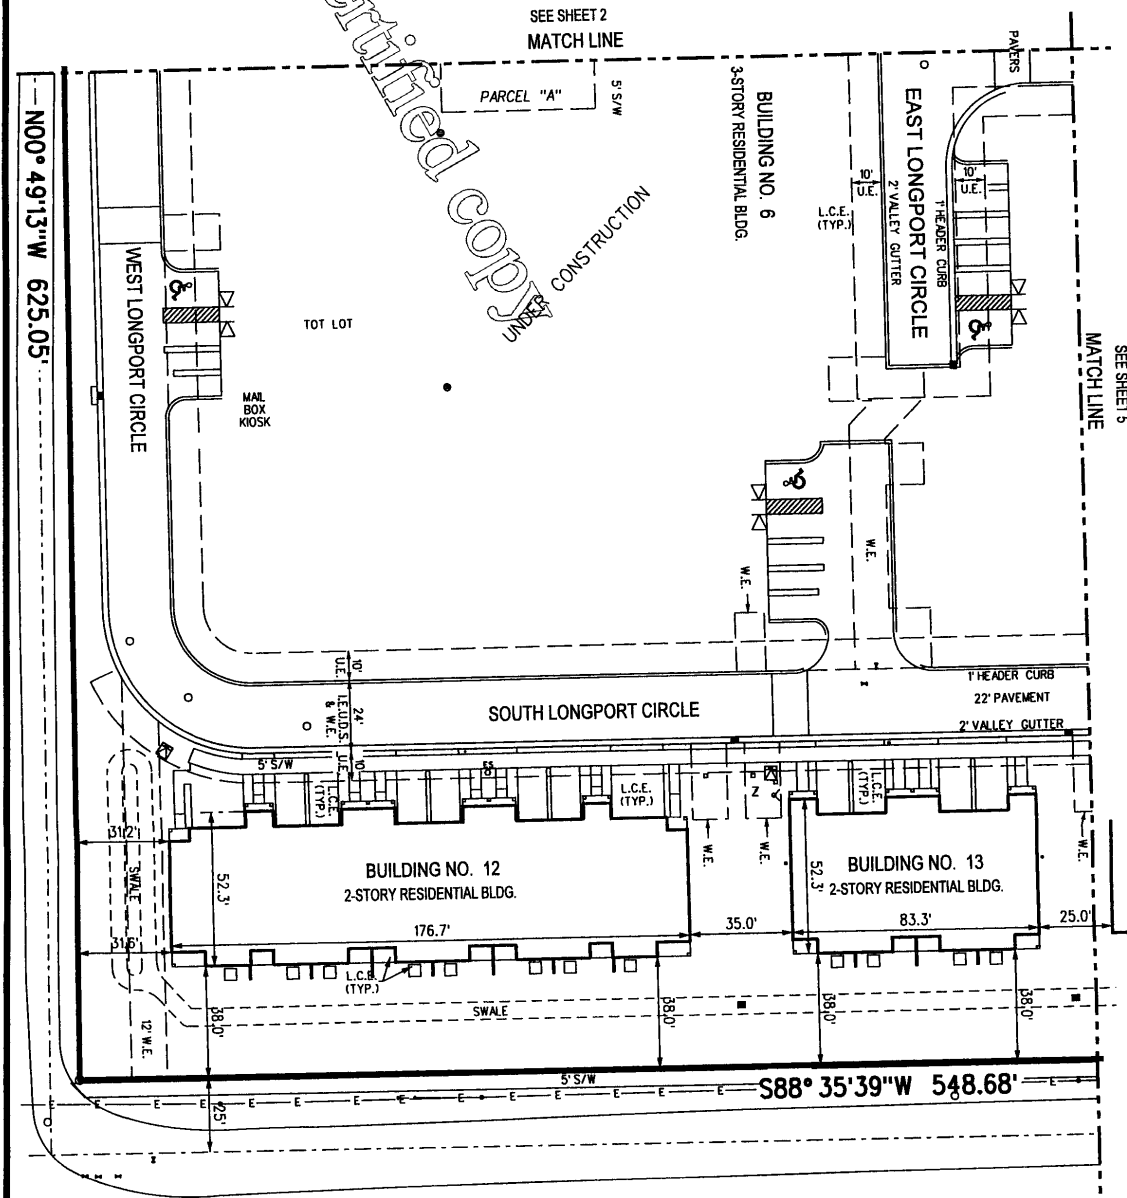 SEE SHEET 2
MATCH LINE
ertified copy
PARCEL "A"
5' S/W
BUILDING NO. 6
3-STORY RESIDENTIAL BLDG.
PAVERS
EAST LONGPORT CIRCLE
10'
U.E.
10'
U.E.
1' HEADER CURB
2' VALLEY GUTTER
L.C.E.
(TYP.)
N00° 49'13"W 625.05'
WEST LONGPORT CIRCLE
TOT LOT
UNDER CONSTRUCTION
MAIL
BOX
KIOSK
SEE SHEET 5
MATCH LINE
W.E.
W.E.
10'
U.E.
24'
I.E.U.D.S.
& W.E.
10'
U.E.
SOUTH LONGPORT CIRCLE
1' HEADER CURB
22' PAVEMENT
2' VALLEY GUTTER
5' S/W
ES
L.C.E.
(TYP.)
L.C.E.
(TYP.)
Z
L.C.E.
(TYP.)
W.E.
W.E.
W.E.
31.2'
SWALE
52.3'
BUILDING NO. 12
2-STORY RESIDENTIAL BLDG.
176.7'
35.0'
52.3'
BUILDING NO. 13
2-STORY RESIDENTIAL BLDG.
83.3'
25.0'
31.6'
L.C.E.
(TYP.)
12' W.E.
38.0'
SWALE
38.0'
38.0'
38.0'
5' S/W
S88° 35'39"W 548.68'
E E E E E E E E E E E E E E E E
25'